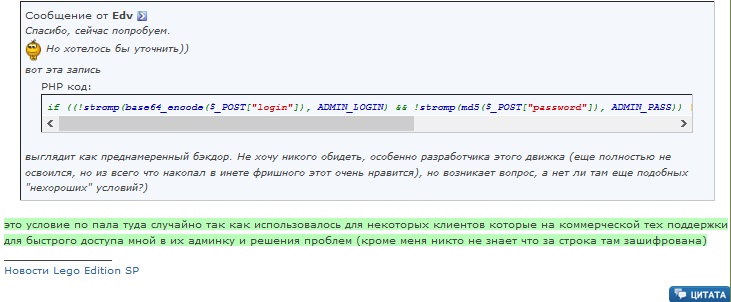 Сообщение от Edv
Спасибо, сейчас попробуем.
Но хотелось бы уточнить))
вот эта запись
PHP код:
if ((!strcmp(base64_encode($_POST["login"]), ADMIN_LOGIN) && !strcmp(md5($_POST["password"]), ADMIN_PASS)) |
выглядит как преднамеренный бэкдор. Не хочу никого обидеть, особенно разработчика этого движка (еще полностью не
освоился, но из всего что накопал в инете фришного этот очень нравится), но возникает вопрос, а нет ли там еще подобных
"нехороших" условий?)
это условие по пала туда случайно так как использовалось для некоторых клиентов которые на коммерческой тех поддержки
для быстрого доступа мной в их админку и решения проблем (кроме меня никто не знает что за строка там зашифрована)
Новости Lego Edition SP
ЦИТАТА